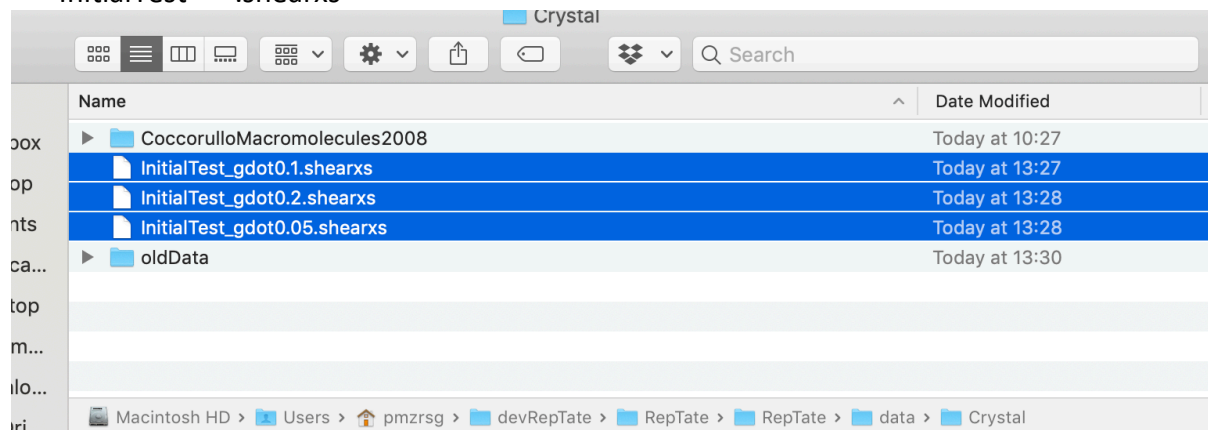 Crystal
Search
Name Date Modified
CoccorulloMacromolecules2008 Today at 10:27
InitialTest_gdot0.1.shearxs Today at 13:27
InitialTest_gdot0.2.shearxs Today at 13:28
InitialTest_gdot0.05.shearxs Today at 13:28
oldData Today at 13:30
Macintosh HD > Users > pmzrsg > devRepTate > RepTate > RepTate > data > Crystal